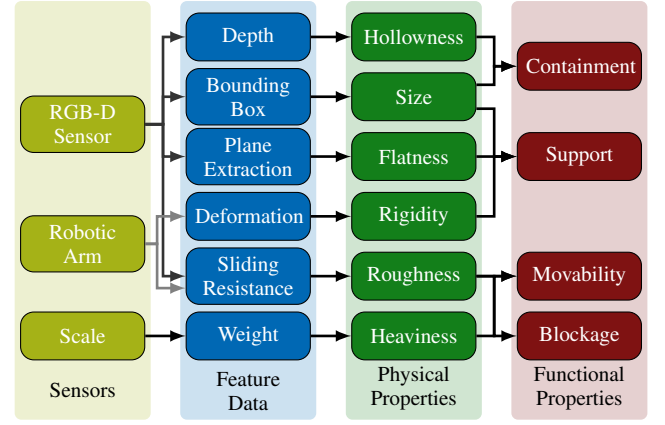 Depth
Hollowness
Containment
RGB-D
Sensor
Bounding
Box
Size
Plane
Extraction
Flatness
Support
Robotic
Arm
Deformation
Rigidity
Sliding
Resistance
Roughness
Movability
Scale
Weight
Heaviness
Blockage
Sensors
Feature
Data
Physical
Properties
Functional
Properties